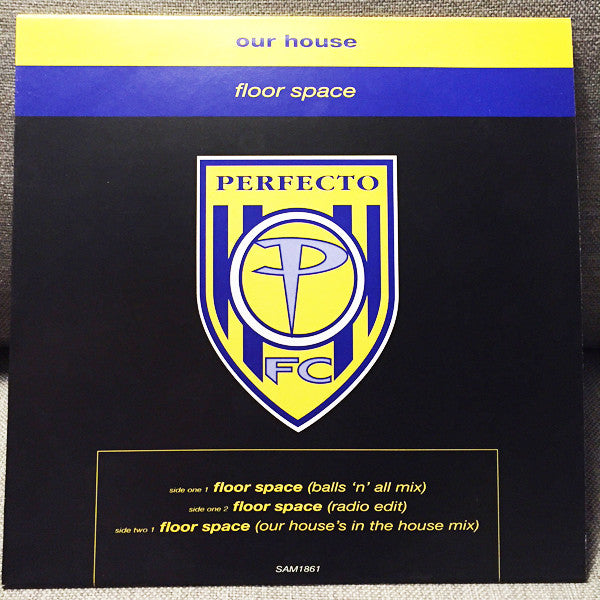 our house
floor space
PERFECTO
P
FC
side one 1 floor space (balls 'n' all mix)
side one 2 floor space (radio edit)
side two 1 floor space (our house's in the house mix)
SAM1861